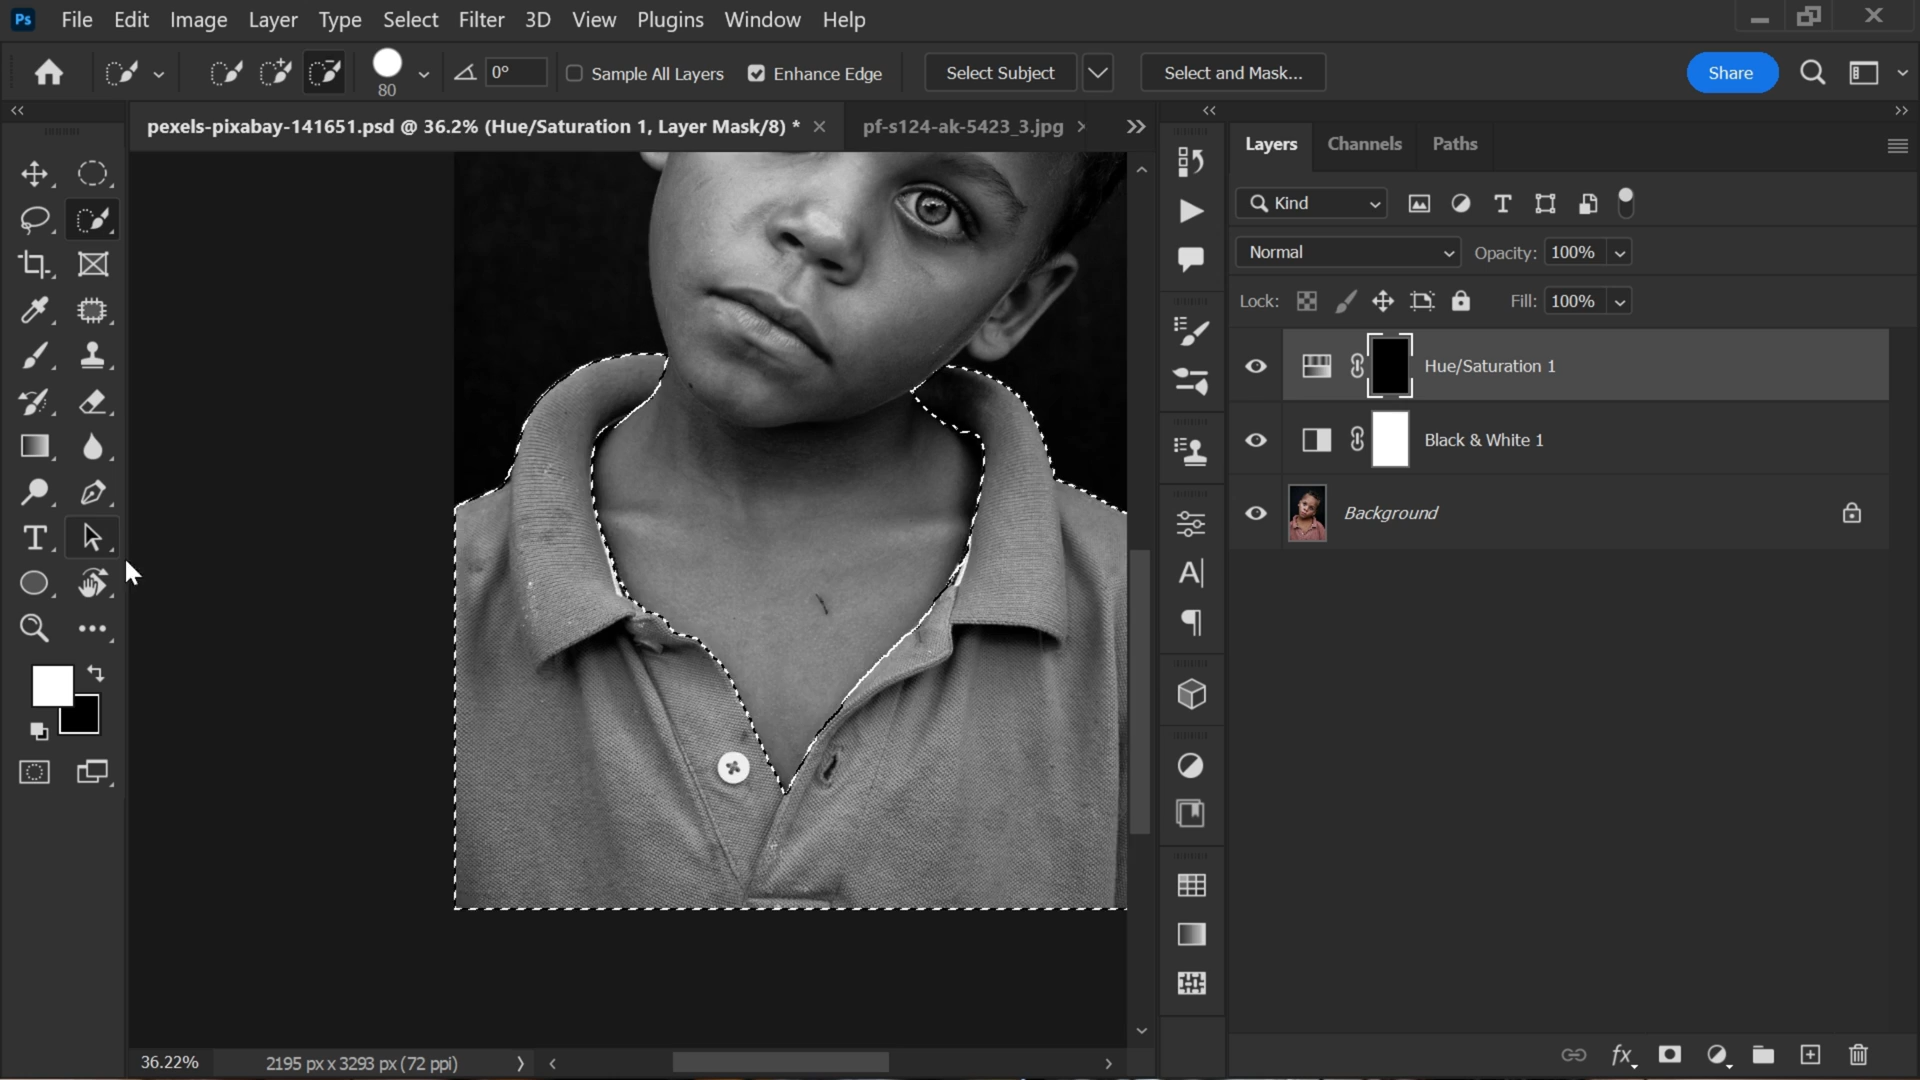 Ps File Edit Image Layer Type Select Filter 3D View Plugins Window Help
80 0° Sample All Layers Enhance Edge Select Subject Select and Mask... Share
pexels-pixabay-141651.psd @ 36.2% (Hue/Saturation 1, Layer Mask/8) * pf-s124-ak-5423_3.jpg
Layers Channels Paths
Kind
Normal Opacity: 100%
Lock: Fill: 100%
Hue/Saturation 1
Black & White 1
Background
36.22% 2195 px x 3293 px (72 ppi)
fx